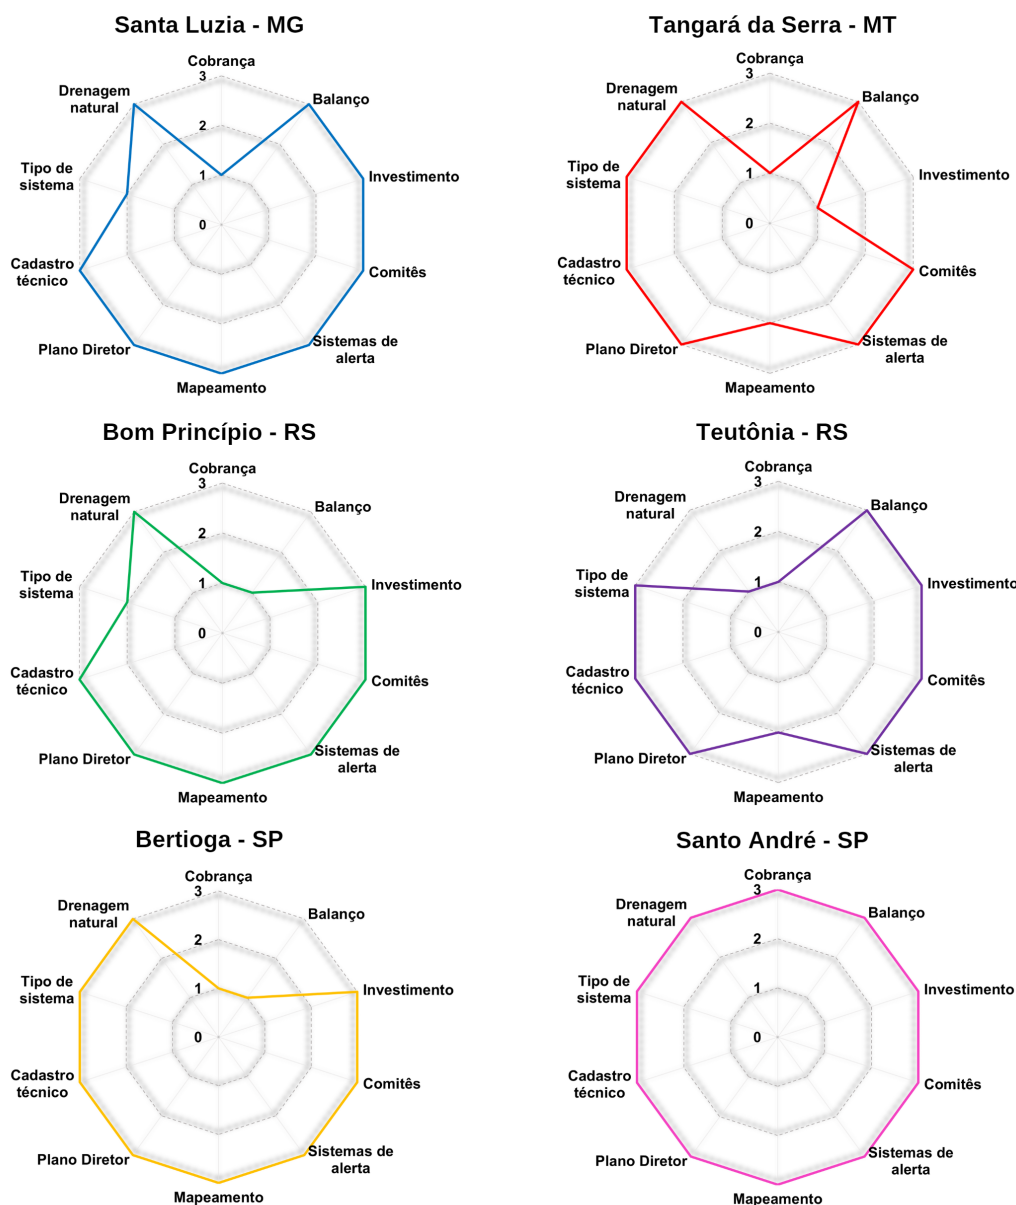 Santa Luzia - MG
Cobrança
3
Drenagem
natural
Balanço
2
Tipo de
sistema
Investimento
1
0
Cadastro
técnico
Comitês
Plano Diretor
Sistemas de
alerta
Mapeamento
Tangará da Serra - MT
Cobrança
3
Drenagem
natural
Balanço
2
Tipo de
sistema
Investimento
1
0
Cadastro
técnico
Comitês
Plano Diretor
Sistemas de
alerta
Mapeamento
Bom Princípio - RS
Cobrança
3
Drenagem
natural
Balanço
2
Tipo de
sistema
Investimento
1
0
Cadastro
técnico
Comitês
Plano Diretor
Sistemas de
alerta
Mapeamento
Teutônia - RS
Cobrança
3
Drenagem
natural
Balanço
2
Tipo de
sistema
Investimento
1
0
Cadastro
técnico
Comitês
Plano Diretor
Sistemas de
alerta
Mapeamento
Bertioga - SP
Cobrança
3
Drenagem
natural
Balanço
2
Tipo de
sistema
Investimento
1
0
Cadastro
técnico
Comitês
Plano Diretor
Sistemas de
alerta
Mapeamento
Santo André - SP
Cobrança
3
Drenagem
natural
Balanço
2
Tipo de
sistema
Investimento
1
0
Cadastro
técnico
Comitês
Plano Diretor
Sistemas de
alerta
Mapeamento